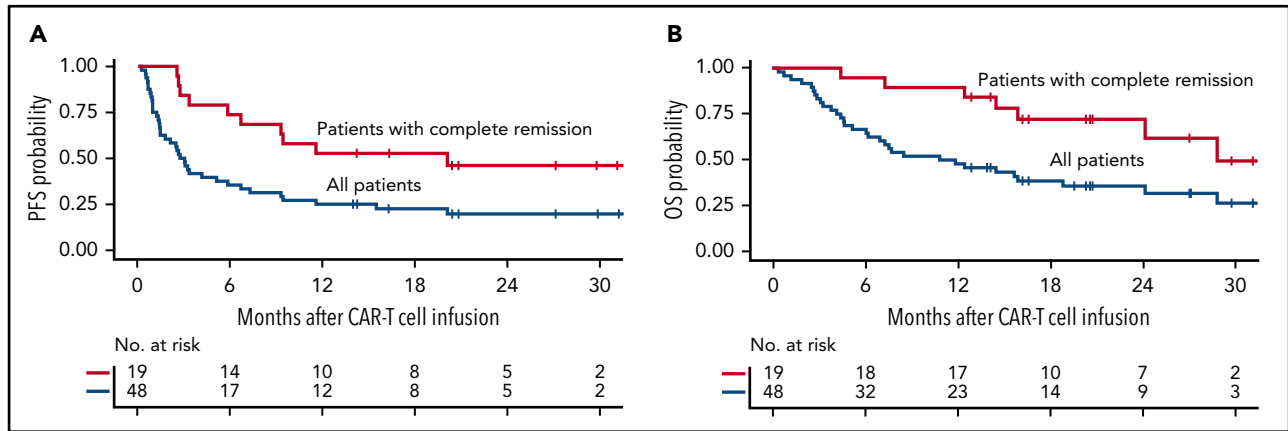 A
1.00
0.75
0.50
0.25
0.00
PFS probability
Patients with complete remission
All patients
0 6 12 18 24 30
Months after CAR-T cell infusion
No. at risk
19 14 10 8 5 2
48 17 12 8 5 2
B
1.00
0.75
0.50
0.25
0.00
OS probability
Patients with complete remission
All patients
0 6 12 18 24 30
Months after CAR-T cell infusion
No. at risk
19 18 17 10 7 2
48 32 23 14 9 3